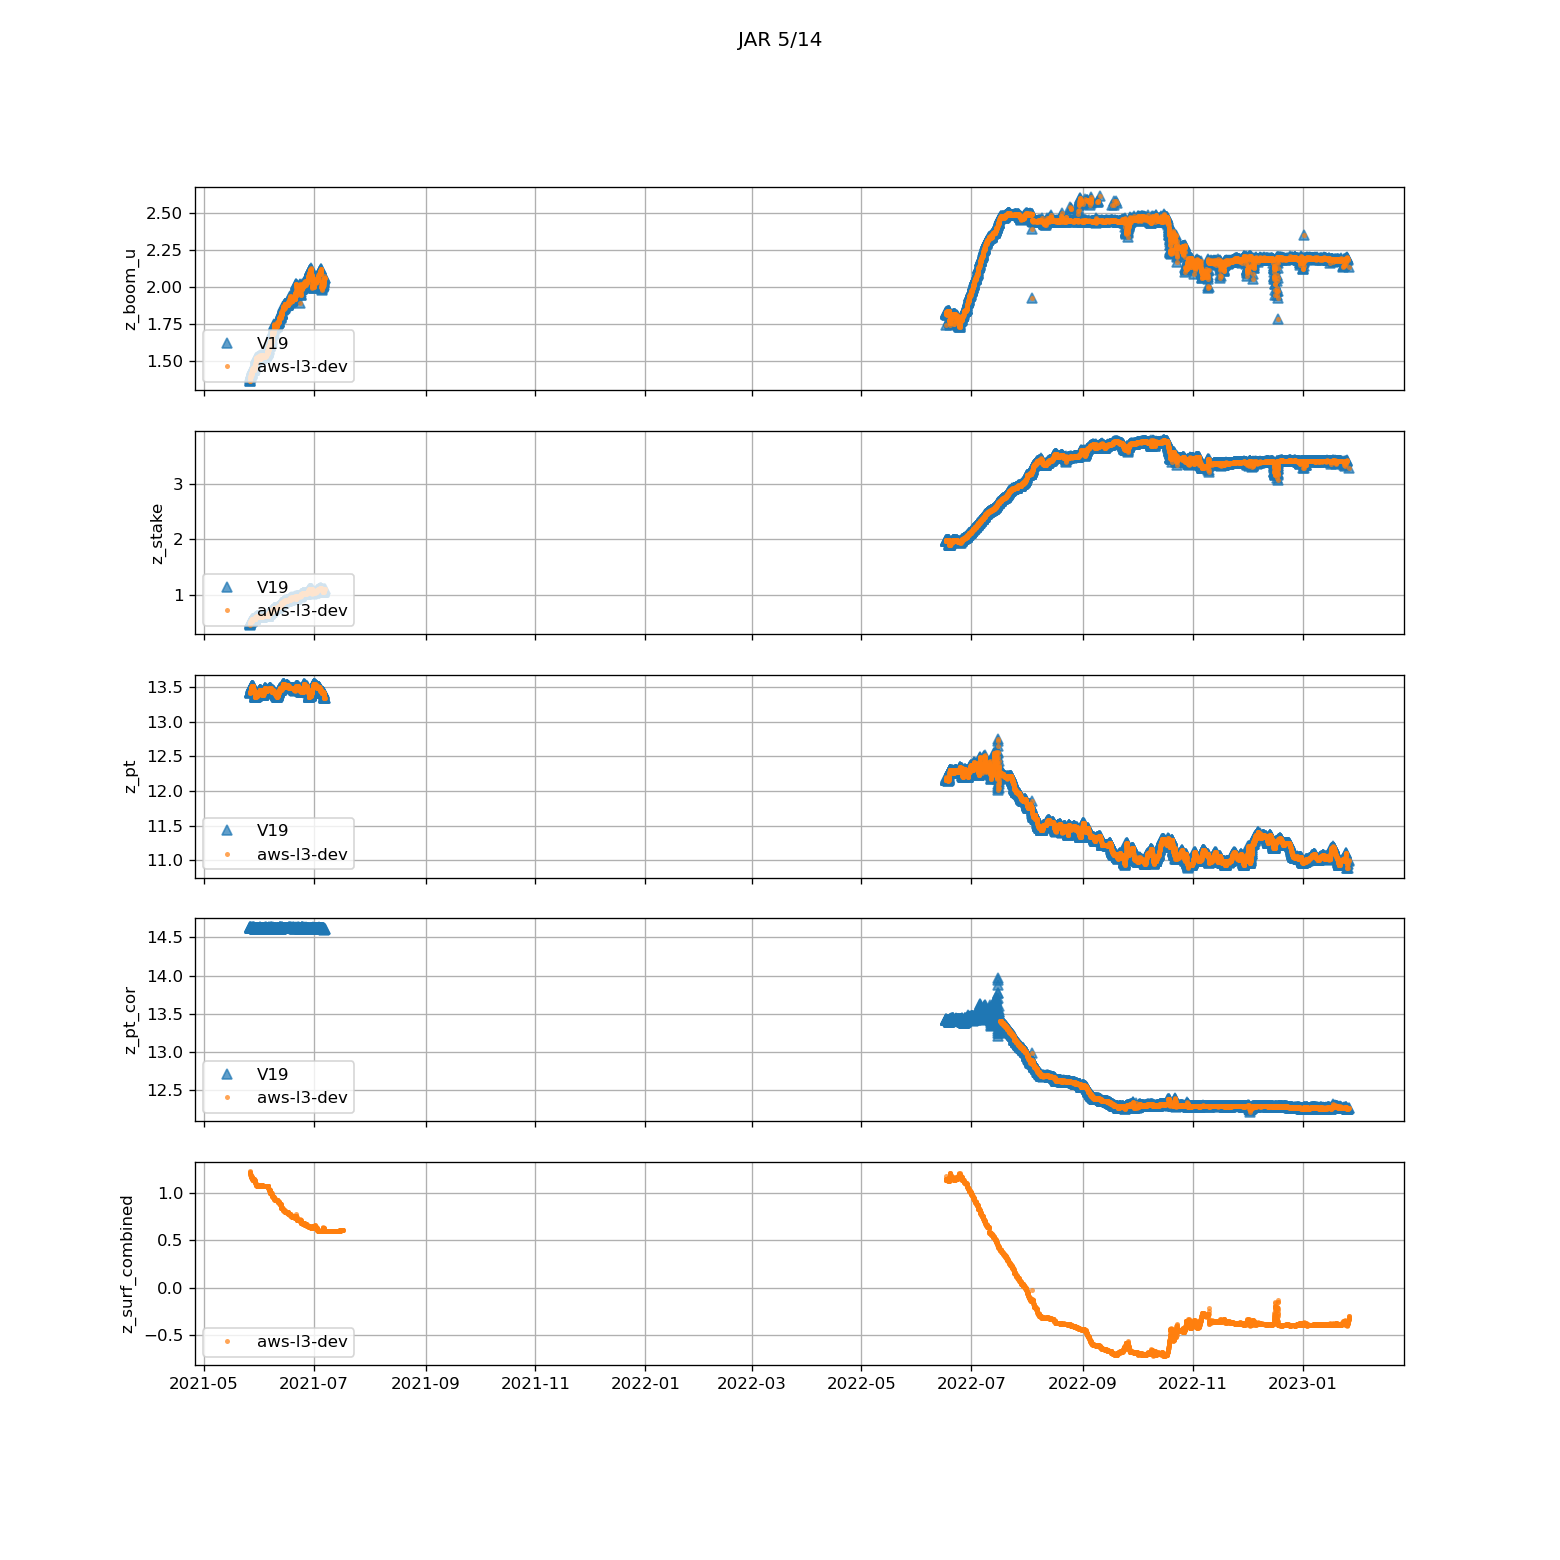 JAR 5/14
z_boom_u
2.50
2.25
2.00
1.75
1.50
V19
aws-l3-dev
z_stake
3
2
1
V19
aws-l3-dev
z_pt
13.5
13.0
12.5
12.0
11.5
11.0
V19
aws-l3-dev
z_pt_cor
14.5
14.0
13.5
13.0
12.5
V19
aws-l3-dev
z_surf_combined
1.0
0.5
0.0
−0.5
aws-l3-dev
2021-05 2021-07 2021-09 2021-11 2022-01 2022-03 2022-05 2022-07 2022-09 2022-11 2023-01